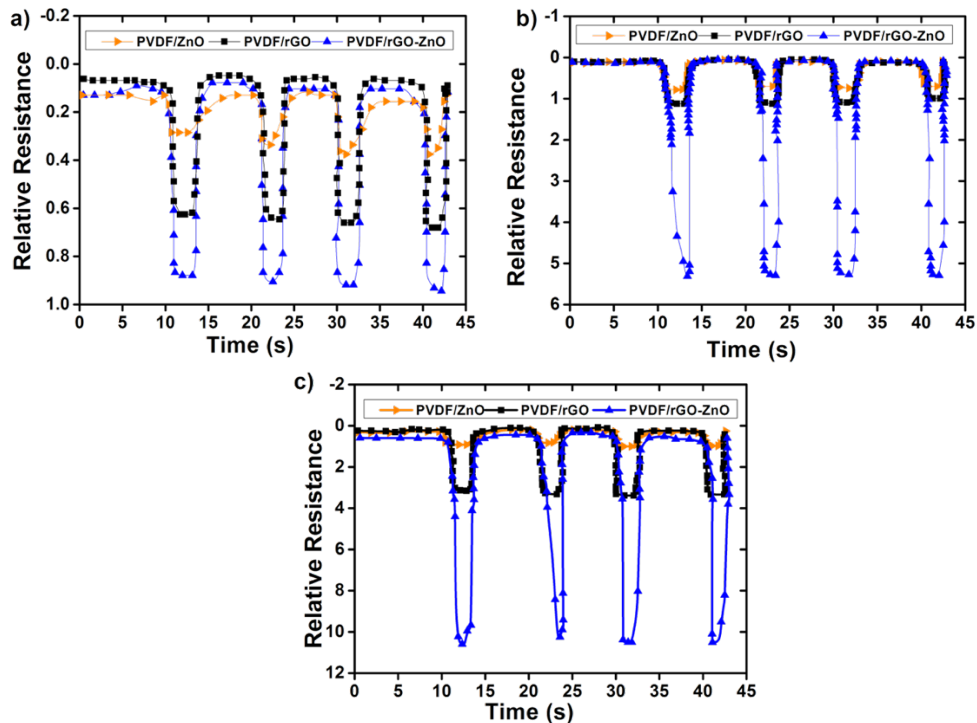 a)
PVDF/ZnO PVDF/rGO PVDF/rGO-ZnO
-0.2
0.0
0.2
0.4
0.6
0.8
1.0
Relative Resistance
0 5 10 15 20 25 30 35 40 45
Time (s)
b)
PVDF/ZnO PVDF/rGO PVDF/rGO-ZnO
-1
0
1
2
3
4
5
6
Relative Resistance
0 5 10 15 20 25 30 35 40 45
Time (s)
c)
PVDF/ZnO PVDF/rGO PVDF/rGO-ZnO
-2
0
2
4
6
8
10
12
Relative Resistance
0 5 10 15 20 25 30 35 40 45
Time (s)